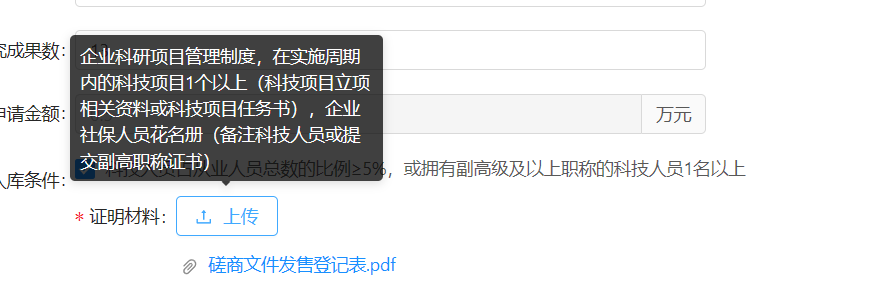 究成果数：
企业科研项目管理制度，在实施周期
内的科技项目1个以上（科技项目立项
相关资料或科技项目任务书），企业
社保人员花名册（备注科技人员或提
交副高职称证书）
申请金额：
万元
入库条件：
科技人员占从业人员总数的比例≥5%，或拥有副高级及以上职称的科技人员1名以上
* 证明材料：
上传
磋商文件发售登记表.pdf